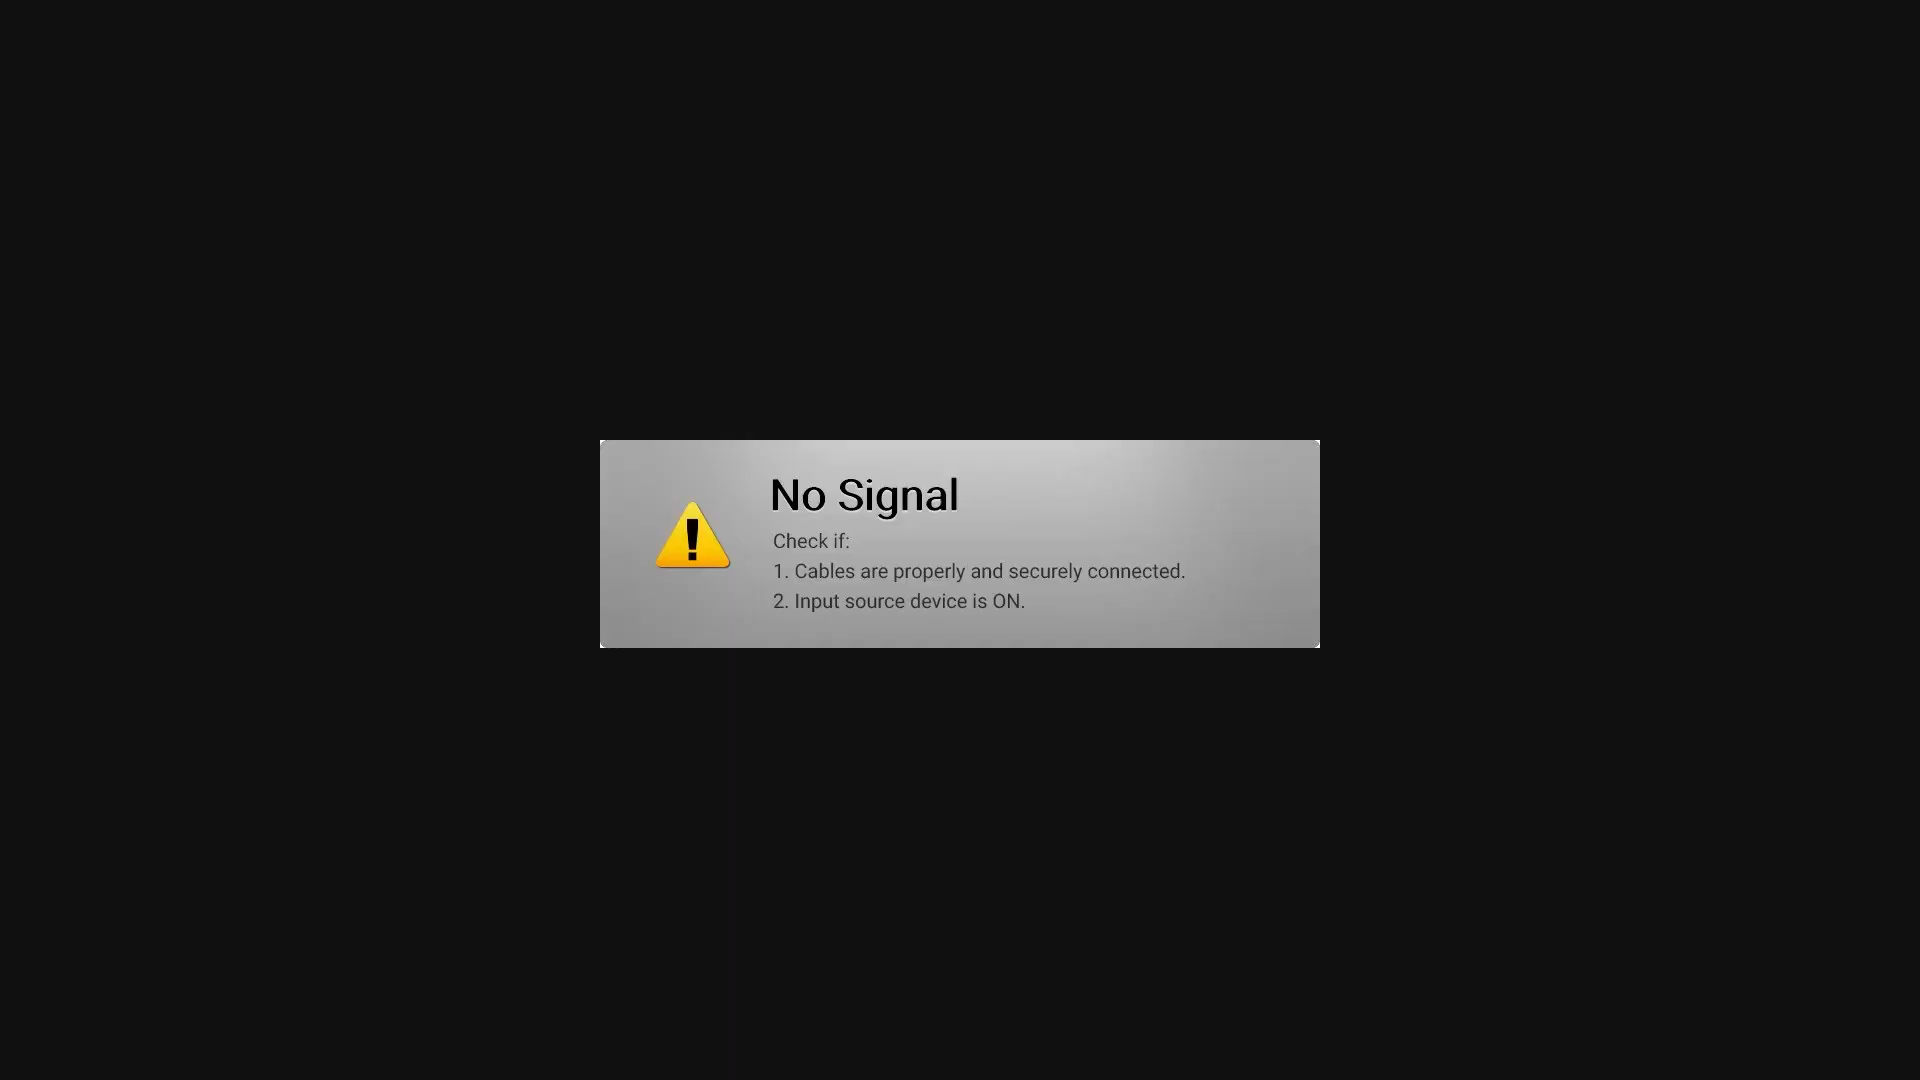 No Signal
Check if:
1. Cables are properly and securely connected.
2. Input source device is ON.